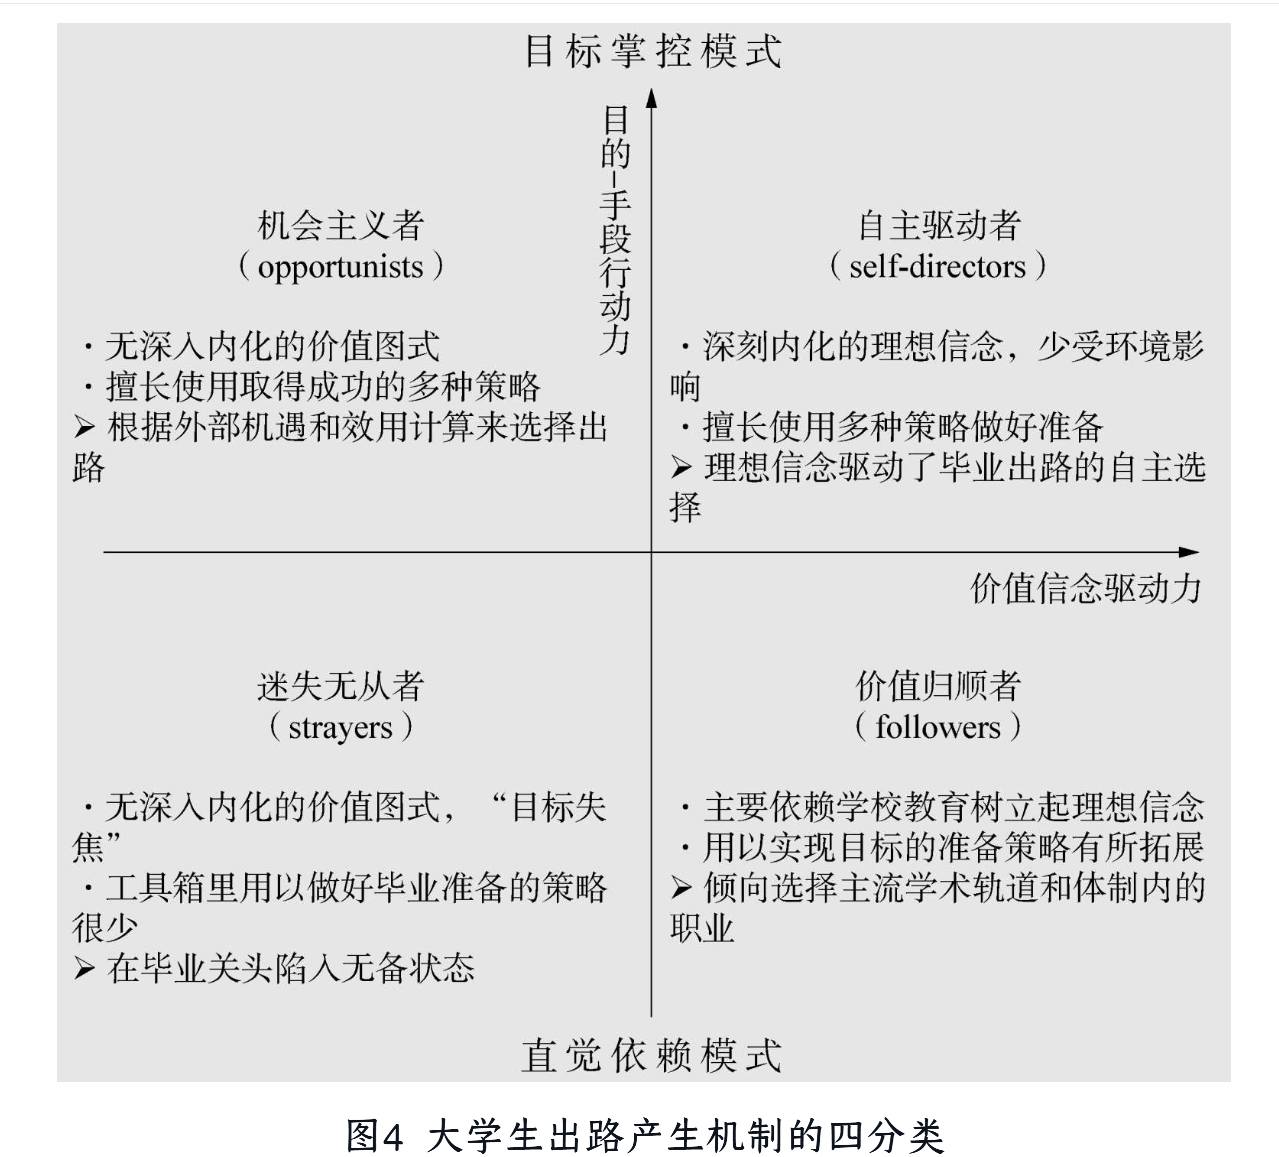 目标掌控模式
目的-手段行动力
机会主义者
（opportunists）
·无深入内化的价值图式
·擅长使用取得成功的多种策略
➢根据外部机遇和效用计算来选择出
路
自主驱动者
（self-directors）
·深刻内化的理想信念，少受环境影
响
·擅长使用多种策略做好准备
➢理想信念驱动了毕业出路的自主选
择
价值信念驱动力
迷失无从者
（strayers）
·无深入内化的价值图式，“目标失
焦”
·工具箱里用以做好毕业准备的策略
很少
➢在毕业关头陷入无备状态
价值归顺者
（followers）
·主要依赖学校教育树立起理想信念
·用以实现目标的准备策略有所拓展
➢倾向选择主流学术轨道和体制内的
职业
直觉依赖模式
图4 大学生出路产生机制的四分类